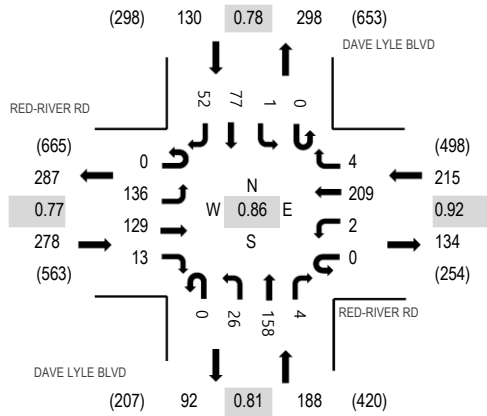 (298) 130 0.78 298 (653)
DAVE LYLE BLVD
RED-RIVER RD
52 77 1 0
(665)
287
0.77
278
(563)
0
136
129
13
N
W 0.86 E
S
4
209
2
0
(498)
215
0.92
134
(254)
0 26 158 4
RED-RIVER RD
DAVE LYLE BLVD
(207) 92 0.81 188 (420)